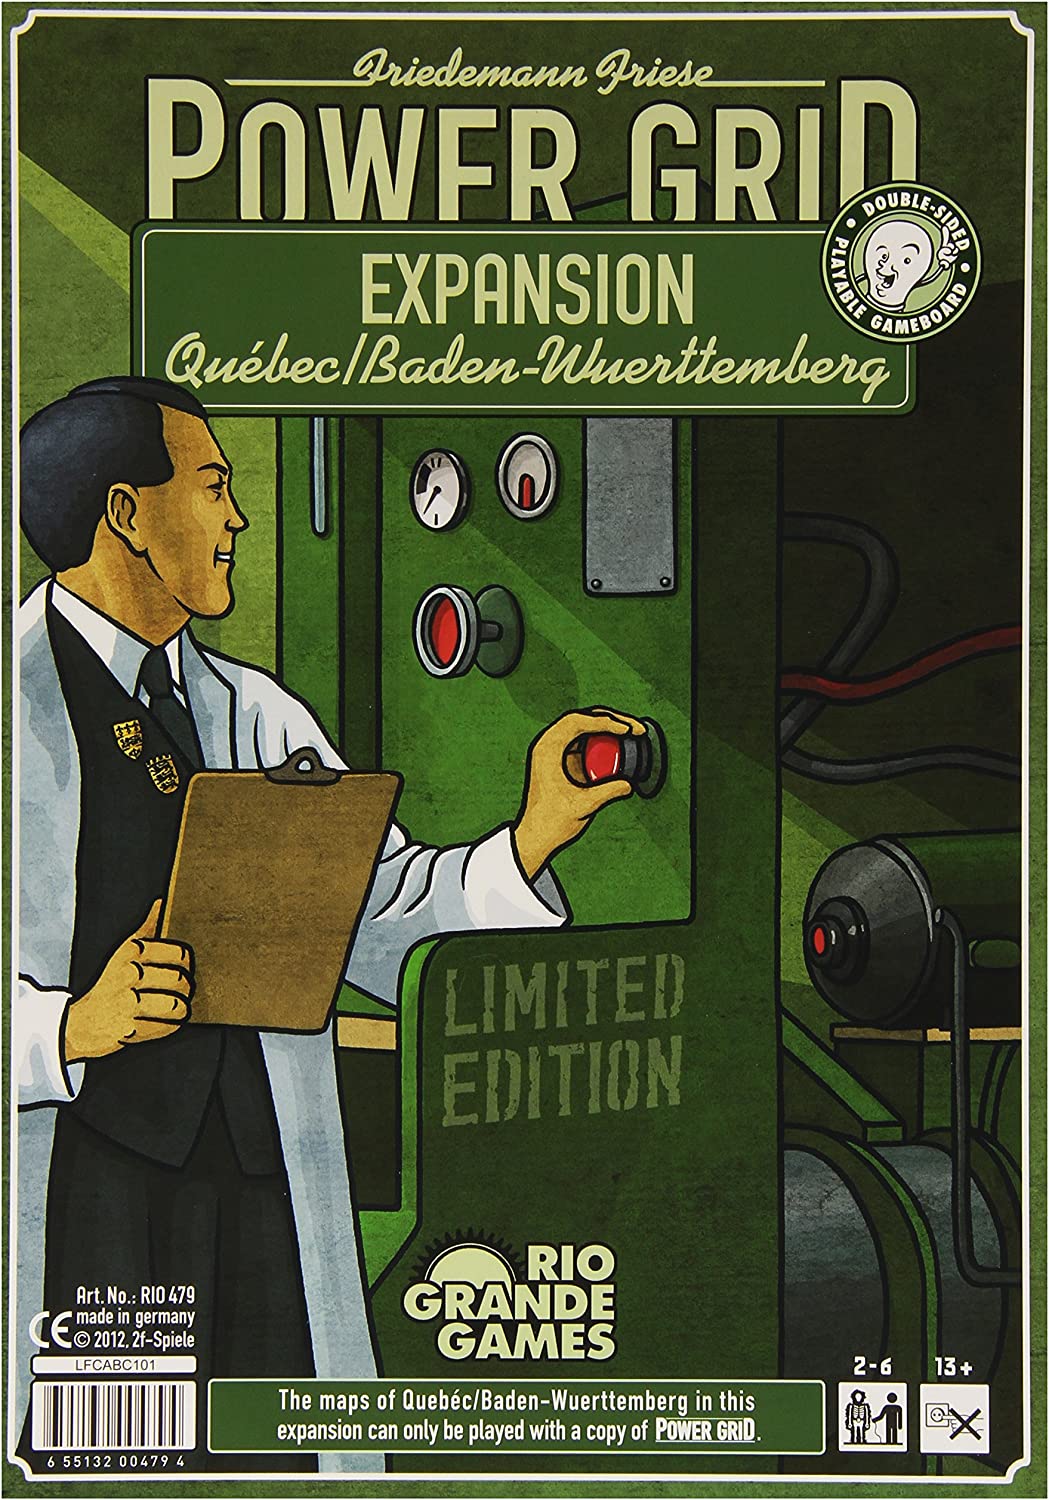 Friedemann Friese
POWER GRID
EXPANSION
Québec/Baden-Wuerttemberg
DOUBLE-SIDED
PLAYABLE GAMEBOARD
LIMITED
EDITION
RIO
GRANDE
GAMES
Art. No.: RIO 479
made in germany
CE © 2012, 2f-Spiele
LFCABC101
6 55132 00479 4
2-6
13+
The maps of Quebéc/Baden-Wuerttemberg in this
expansion can only be played with a copy of POWER GRID.